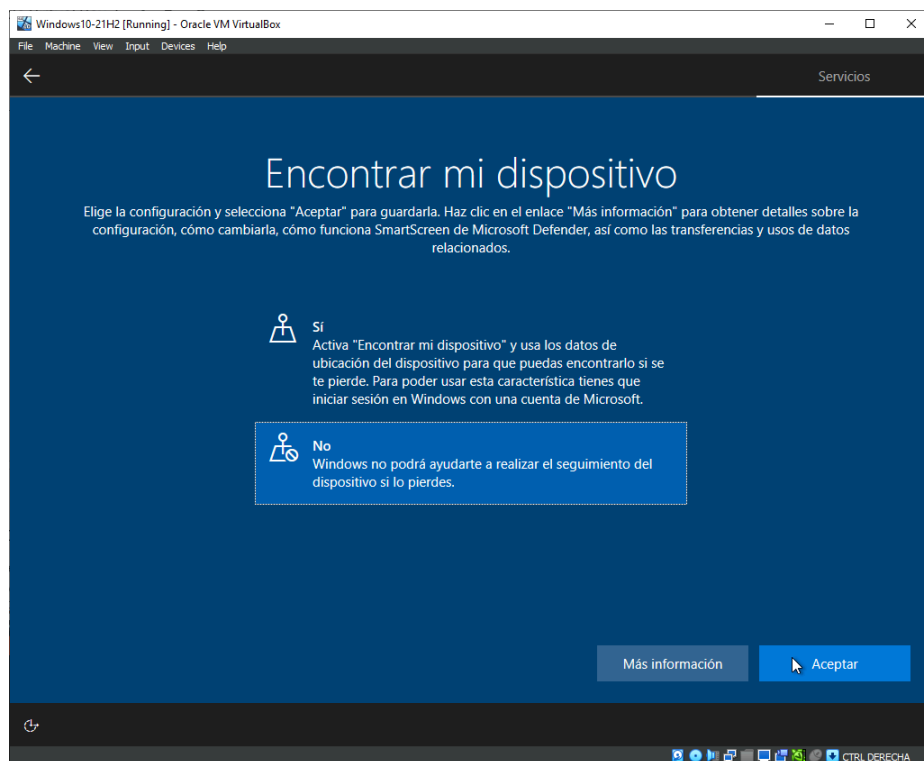 Windows10-21H2 [Running] - Oracle VM VirtualBox
File Machine View Input Devices Help
Servicios
Encontrar mi dispositivo
Elige la configuración y selecciona "Aceptar" para guardarla. Haz clic en el enlace "Más información" para obtener detalles sobre la
configuración, cómo cambiarla, cómo funciona SmartScreen de Microsoft Defender, así como las transferencias y usos de datos
relacionados.
Sí
Activa "Encontrar mi dispositivo" y usa los datos de
ubicación del dispositivo para que puedas encontrarlo si se
te pierde. Para poder usar esta característica tienes que
iniciar sesión en Windows con una cuenta de Microsoft.
No
Windows no podrá ayudarte a realizar el seguimiento del
dispositivo si lo pierdes.
Más información
Aceptar
CTRL DERECHA